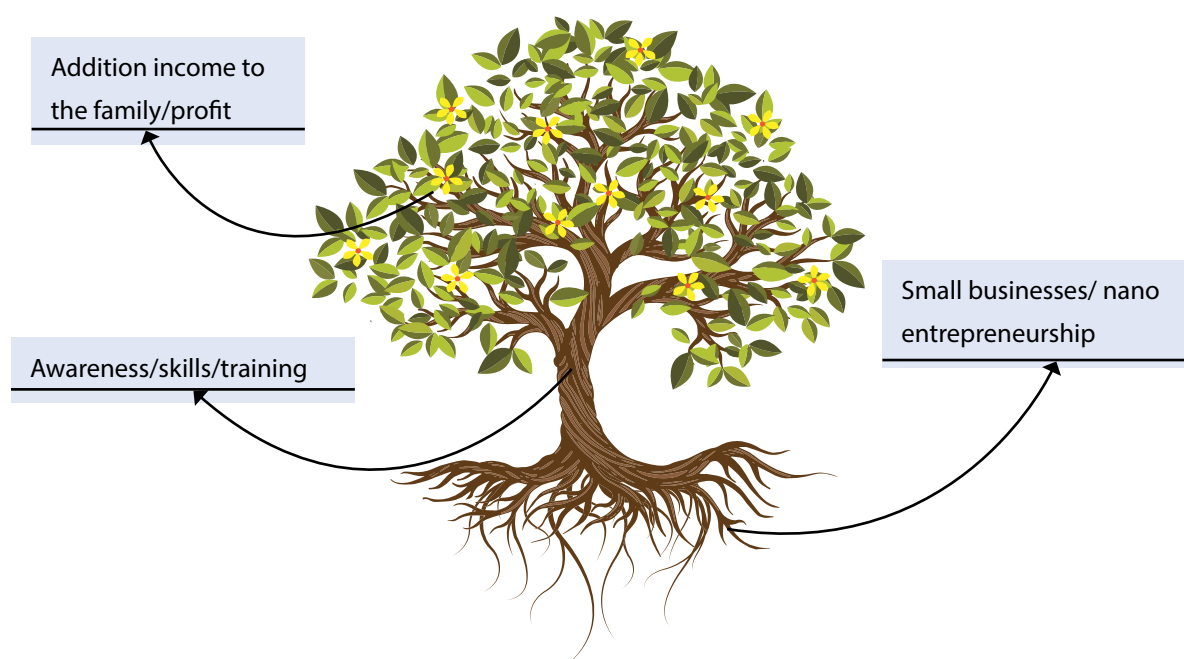 Addition income to
the family/profit
Small businesses/ nano
entrepreneurship
Awareness/skills/training